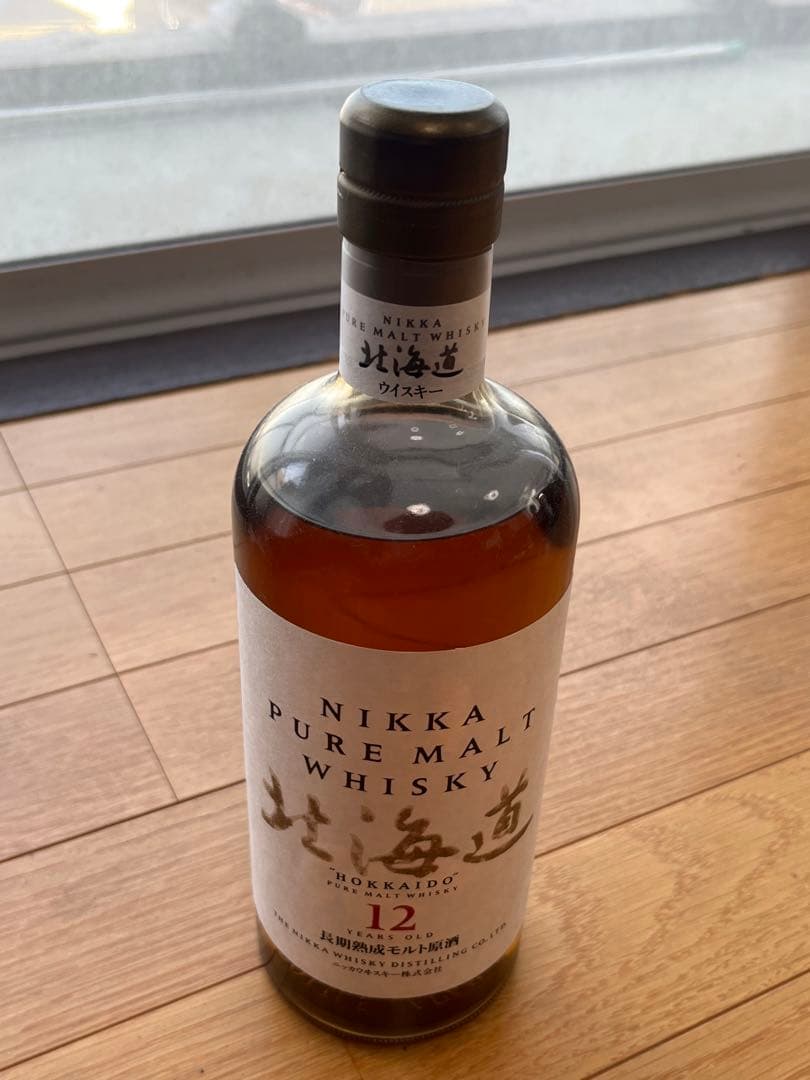 NIKKA
PURE MALT WHISKY
北海道
ウイスキー
NIKKA
PURE MALT
WHISKY
北海道
"HOKKAIDO"
PURE MALT WHISKY
12
YEARS OLD
長期熟成モルト原酒
THE NIKKA WHISKY DISTILLING CO., LTD.
ニッカウヰスキー株式会社